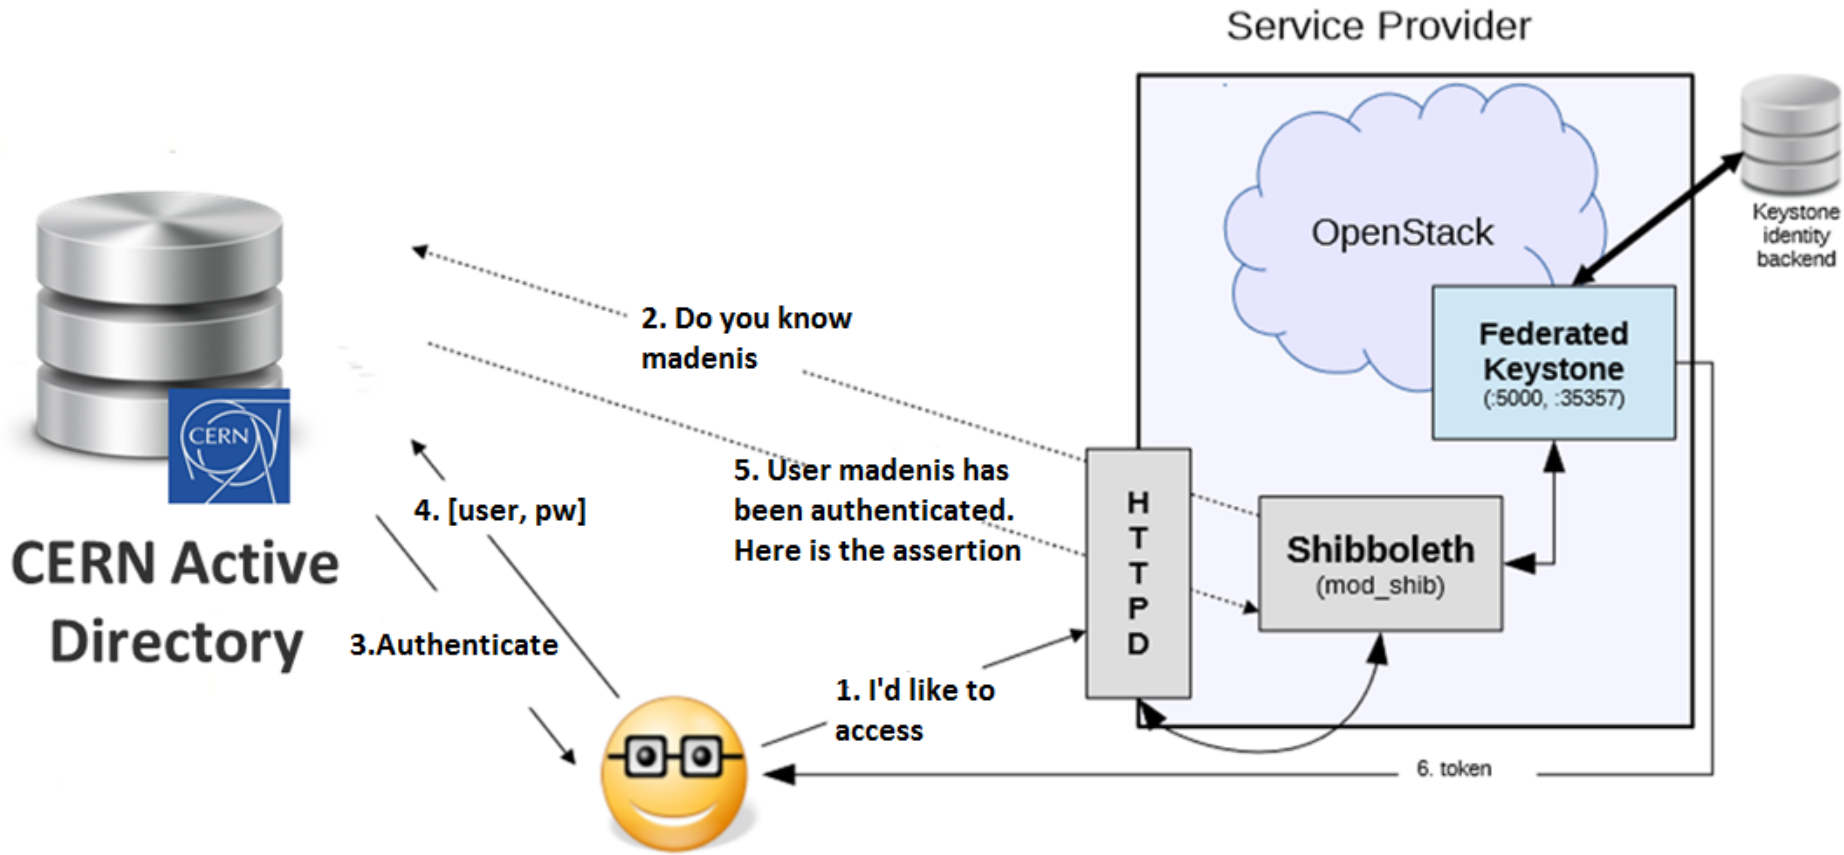 Service Provider
OpenStack
Keystone
identity
backend
2. Do you know
madenis
Federated
Keystone
(:5000, :35357)
CERN
5. User madenis has
been authenticated.
Here is the assertion
4. [user, pw]
H
T
T
P
D
Shibboleth
(mod_shib)
CERN Active
Directory
3.Authenticate
1. I'd like to
access
6. token